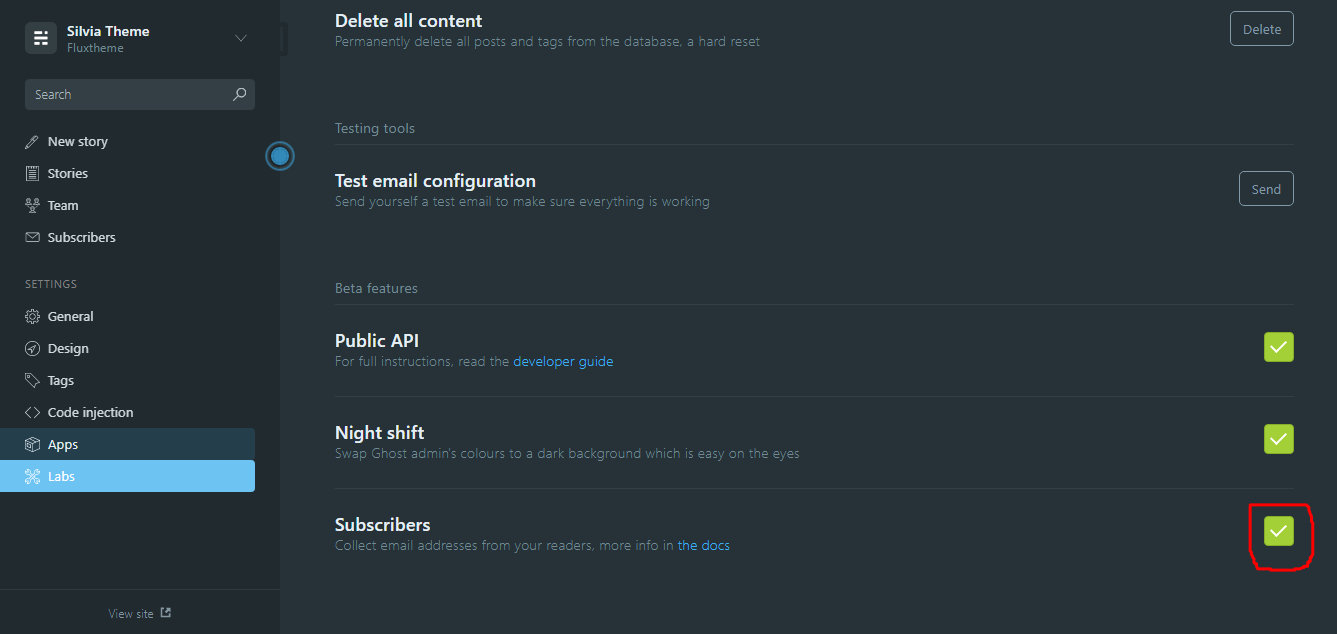 Silvia Theme
Fluxtheme
Search
New story
Stories
Team
Subscribers
SETTINGS
General
Design
Tags
Code injection
Apps
Labs
View site
Delete all content
Permanently delete all posts and tags from the database, a hard reset
Delete
Testing tools
Test email configuration
Send yourself a test email to make sure everything is working
Send
Beta features
Public API
For full instructions, read the developer guide
Night shift
Swap Ghost admin's colours to a dark background which is easy on the eyes
Subscribers
Collect email addresses from your readers, more info in the docs